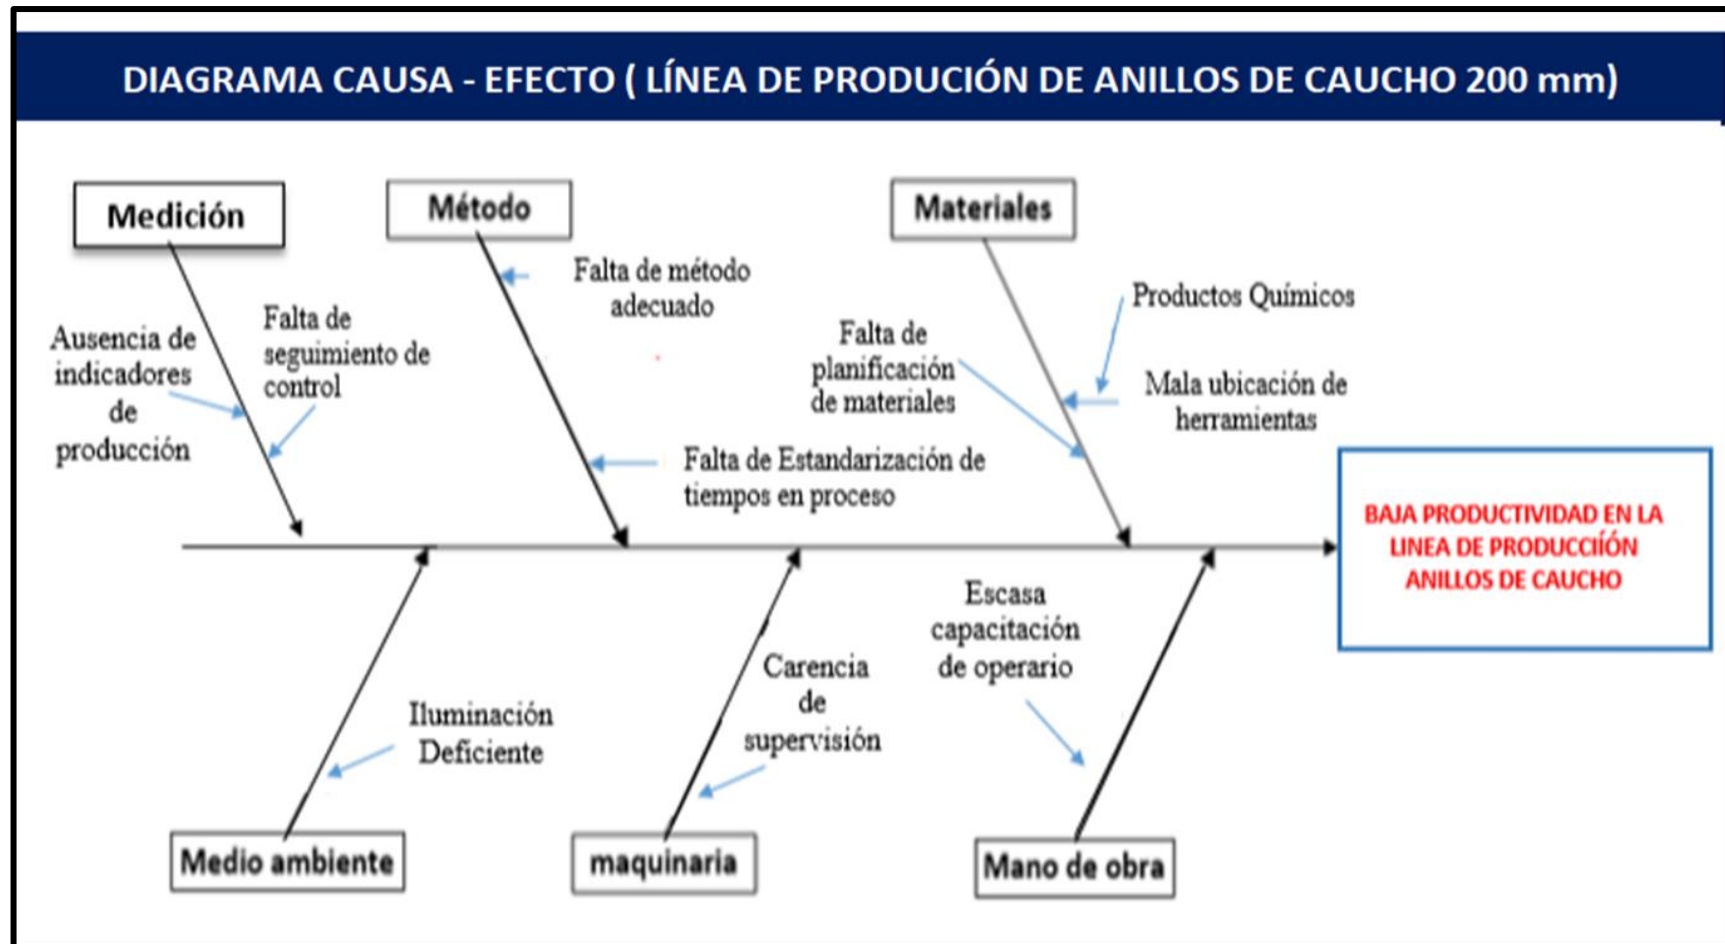 DIAGRAMA CAUSA - EFECTO ( LÍNEA DE PRODUCIÓN DE ANILLOS DE CAUCHO 200 mm)
Medición
Método
Materiales
Ausencia de
indicadores
de
producción
Falta de
seguimiento de
control
Falta de método
adecuado
Falta de Estandarización de
tiempos en proceso
Falta de
planificación
de materiales
Productos Químicos
Mala ubicación de
herramientas
BAJA PRODUCTIVIDAD EN LA
LINEA DE PRODUCCIÍÓN
ANILLOS DE CAUCHO
Iluminación
Deficiente
Carencia
de
supervisión
Escasa
capacitación
de operario
Medio ambiente
maquinaria
Mano de obra